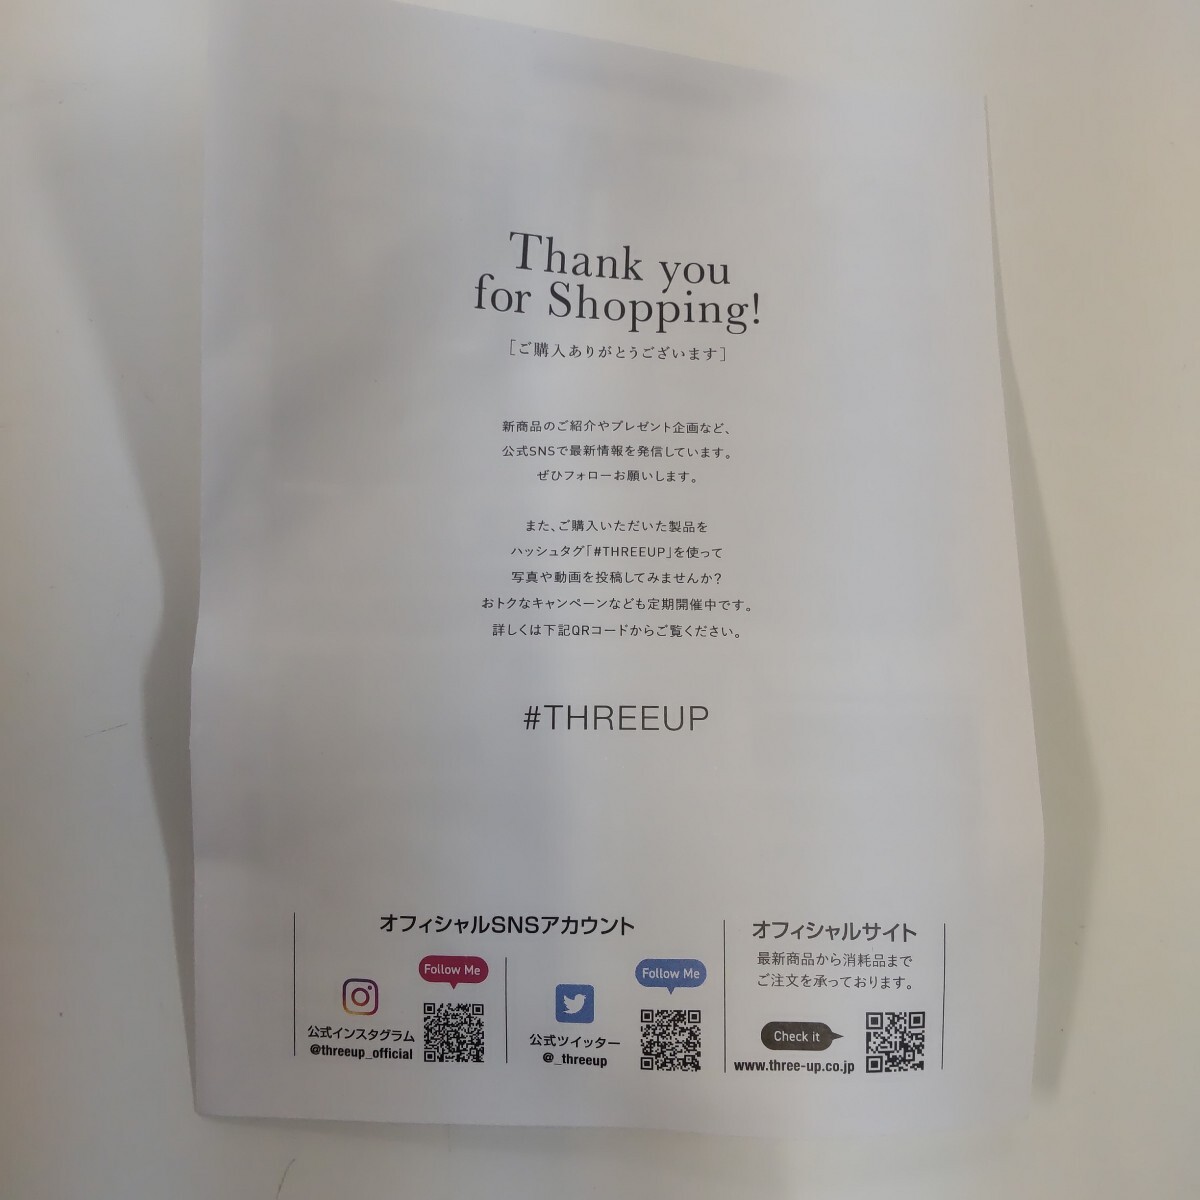 Thank you
for Shopping!
［ご購入ありがとうございます］
新商品のご紹介やプレゼント企画など、
公式SNSで最新情報を発信しています。
ぜひフォローお願いします。
また、ご購入いただいた製品を
ハッシュタグ「#THREEUP」を使って
写真や動画を投稿してみませんか？
おトクなキャンペーンなども定期開催中です。
詳しくは下記QRコードからご覧ください。
#THREEUP
オフィシャルSNSアカウント
Follow Me
公式インスタグラム
@threeup_official
Follow Me
公式ツイッター
@_threeup
オフィシャルサイト
最新商品から消耗品まで
ご注文を承っております。
Check it
www.three-up.co.jp